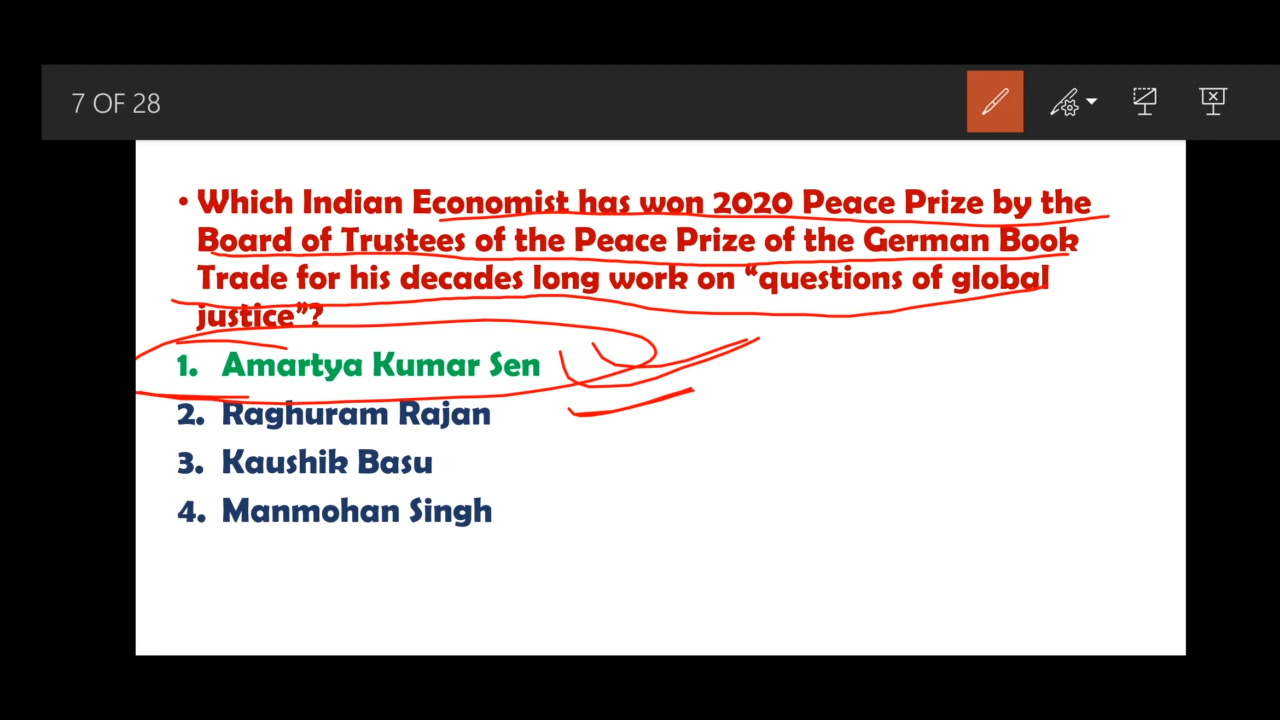 7 OF 28
• Which Indian Economist has won 2020 Peace Prize by the
Board of Trustees of the Peace Prize of the German Book
Trade for his decades long work on “questions of global
justice”?
1. Amartya Kumar Sen
2. Raghuram Rajan
3. Kaushik Basu
4. Manmohan Singh